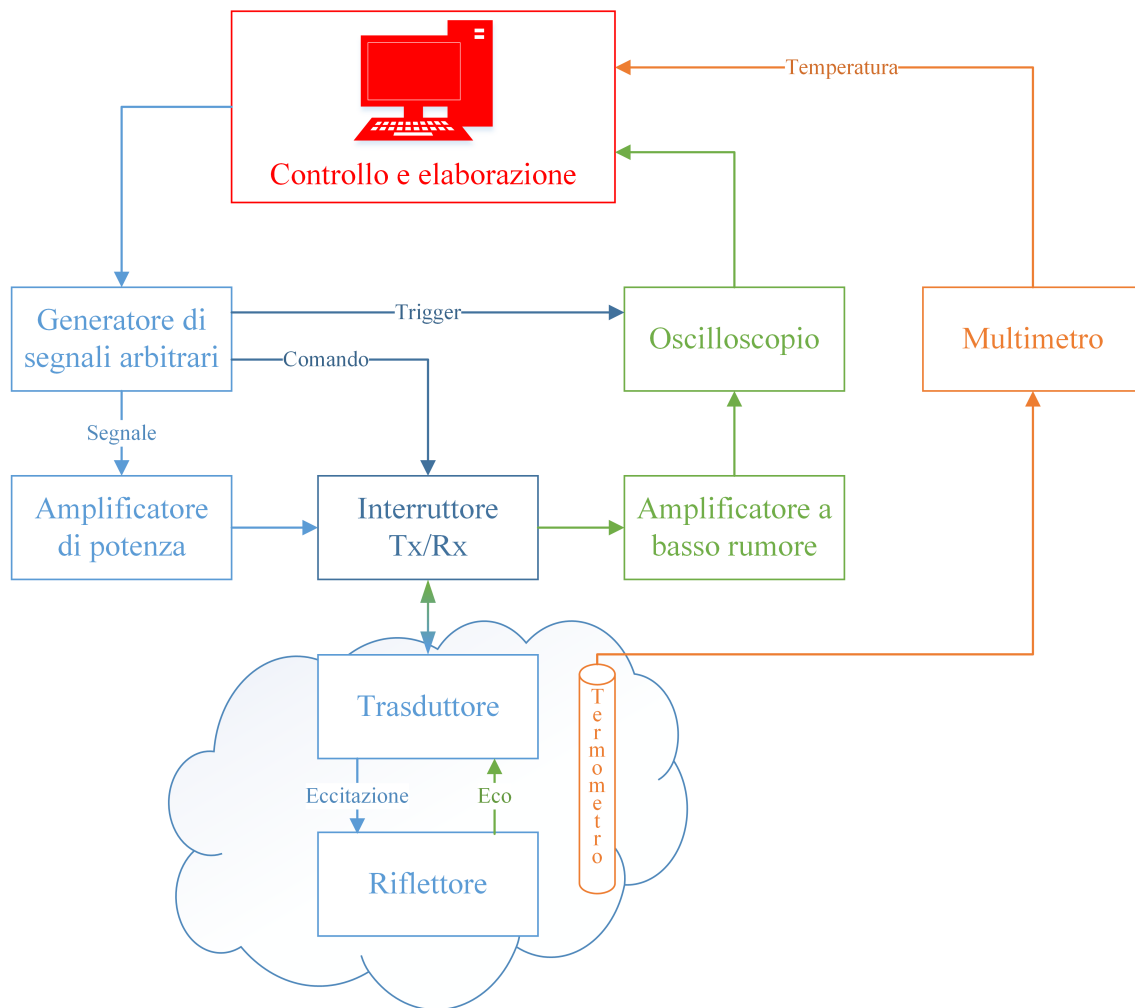 Temperatura
Controllo e elaborazione
Generatore di
segnali arbitrari
Trigger
Oscilloscopio
Multimetro
Comando
Segnale
Amplificatore
di potenza
Interruttore
Tx/Rx
Amplificatore a
basso rumore
Trasduttore
Termometro
Eccitazione
Eco
Riflettore